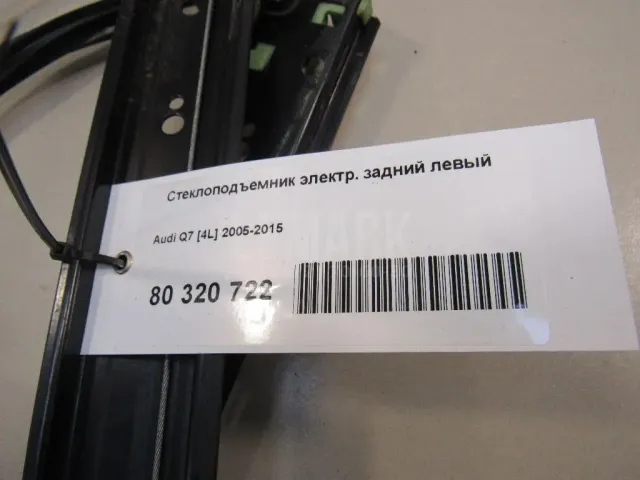 Стеклоподъемник электр. задний левый
Audi Q7 [4L] 2005-2015
80 320 722